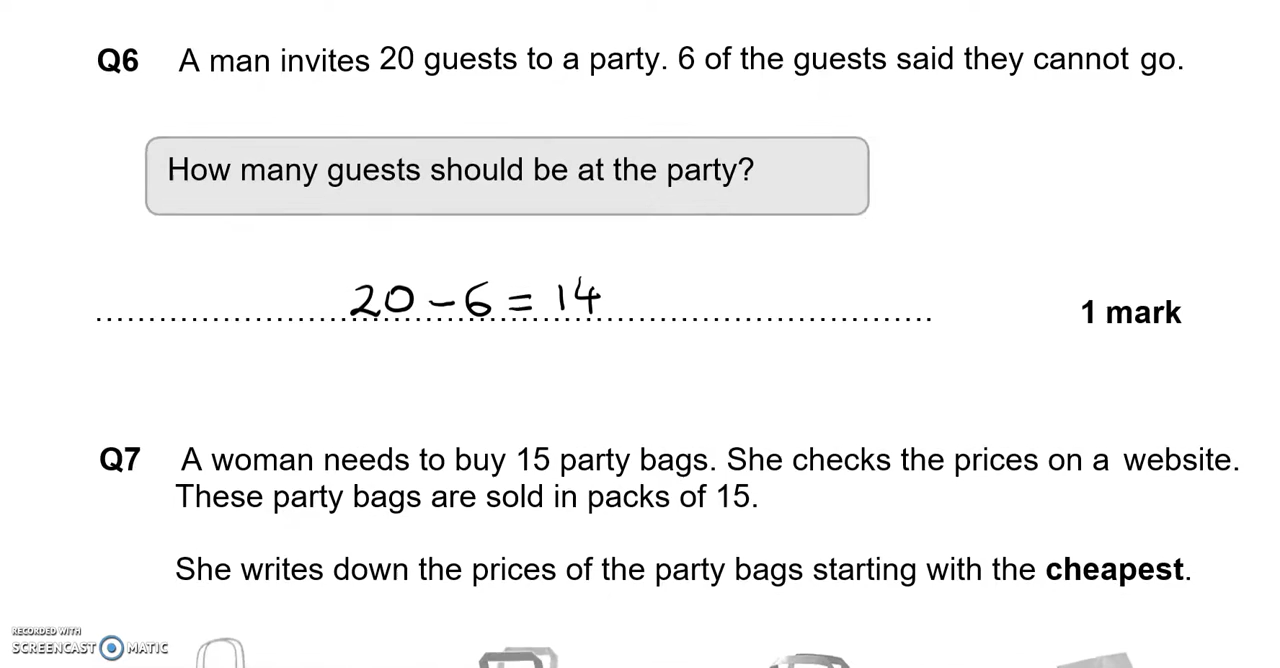 Q6 A man invites 20 guests to a party. 6 of the guests said they cannot go.
How many guests should be at the party?
20 - 6 = 14
1 mark
Q7 A woman needs to buy 15 party bags. She checks the prices on a website.
These party bags are sold in packs of 15.
She writes down the prices of the party bags starting with the cheapest.
RECORDED WITH
SCREENCAST MATIC